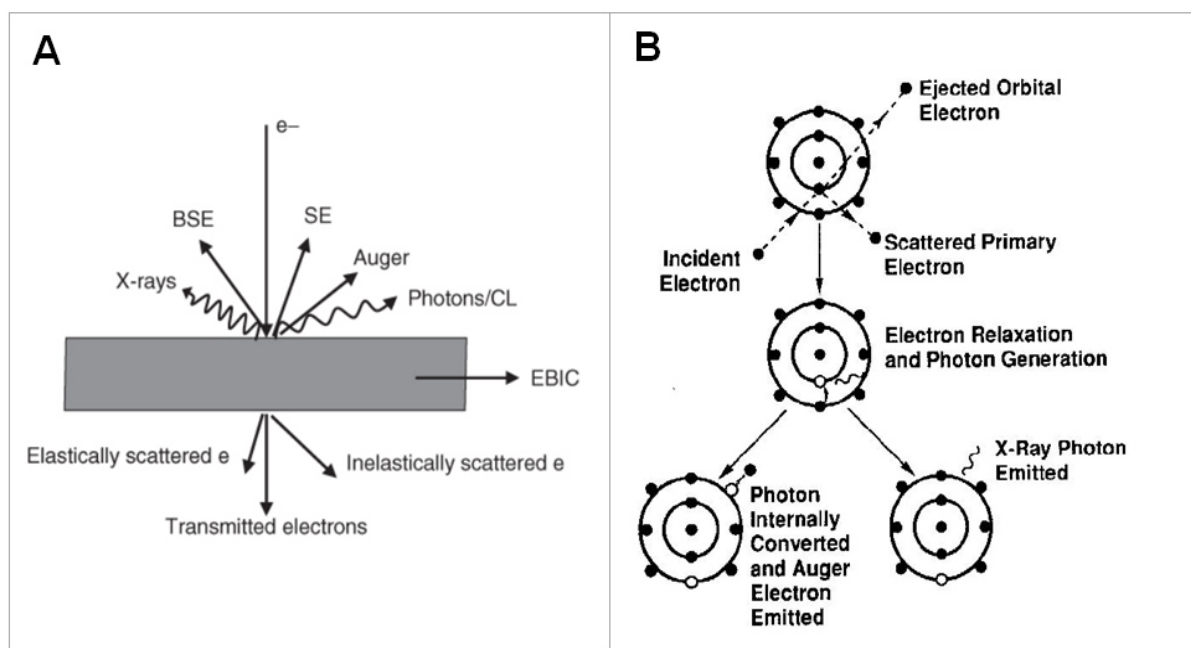 A
e–
BSE
SE
Auger
X-rays
Photons/CL
EBIC
Elastically scattered e
Inelastically scattered e
Transmitted electrons
B
Ejected Orbital
Electron
Incident
Electron
Scattered Primary
Electron
Electron Relaxation
and Photon Generation
Photon
Internally
Converted
and Auger
Electron
Emitted
X-Ray Photon
Emitted